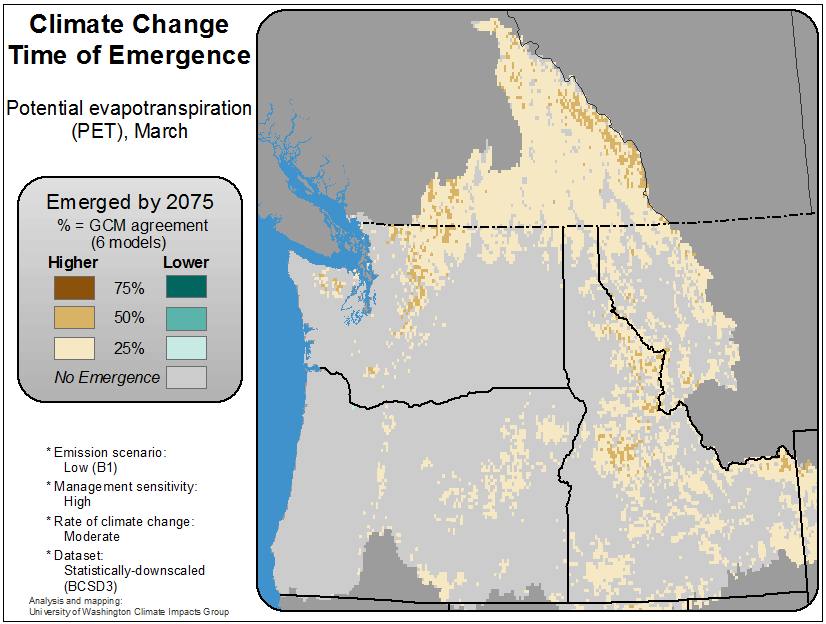 Climate Change
Time of Emergence
Potential evapotranspiration
(PET), March
Emerged by 2075
% = GCM agreement
(6 models)
Higher Lower
75%
50%
25%
No Emergence
* Emission scenario:
Low (B1)
* Management sensitivity:
High
* Rate of climate change:
Moderate
* Dataset:
Statistically-downscaled
(BCSD3)
Analysis and mapping:
University of Washington Climate Impacts Group